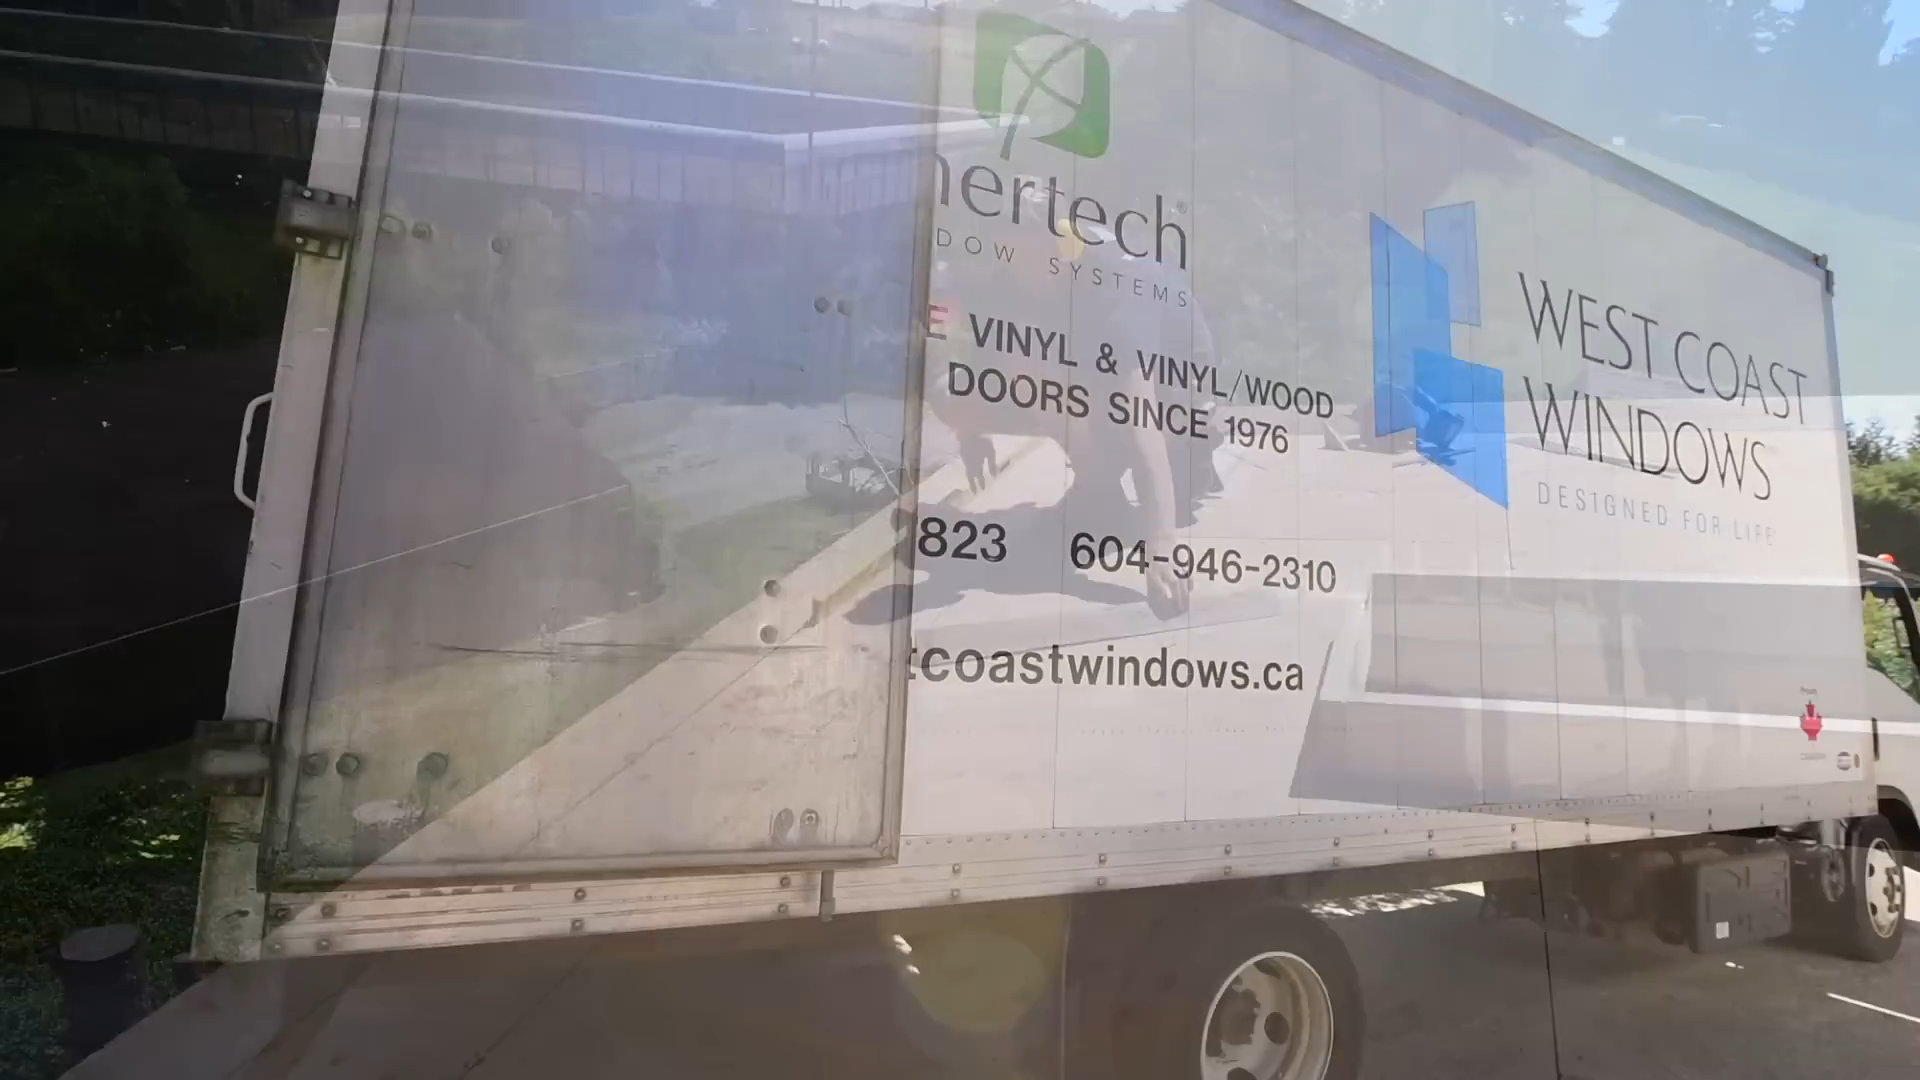 nertech®
DOW SYSTEMS
E VINYL & VINYL/WOOD
DOORS SINCE 1976
823 604-946-2310
tcoastwindows.ca
WEST COAST
WINDOWS
DESIGNED FOR LIFE